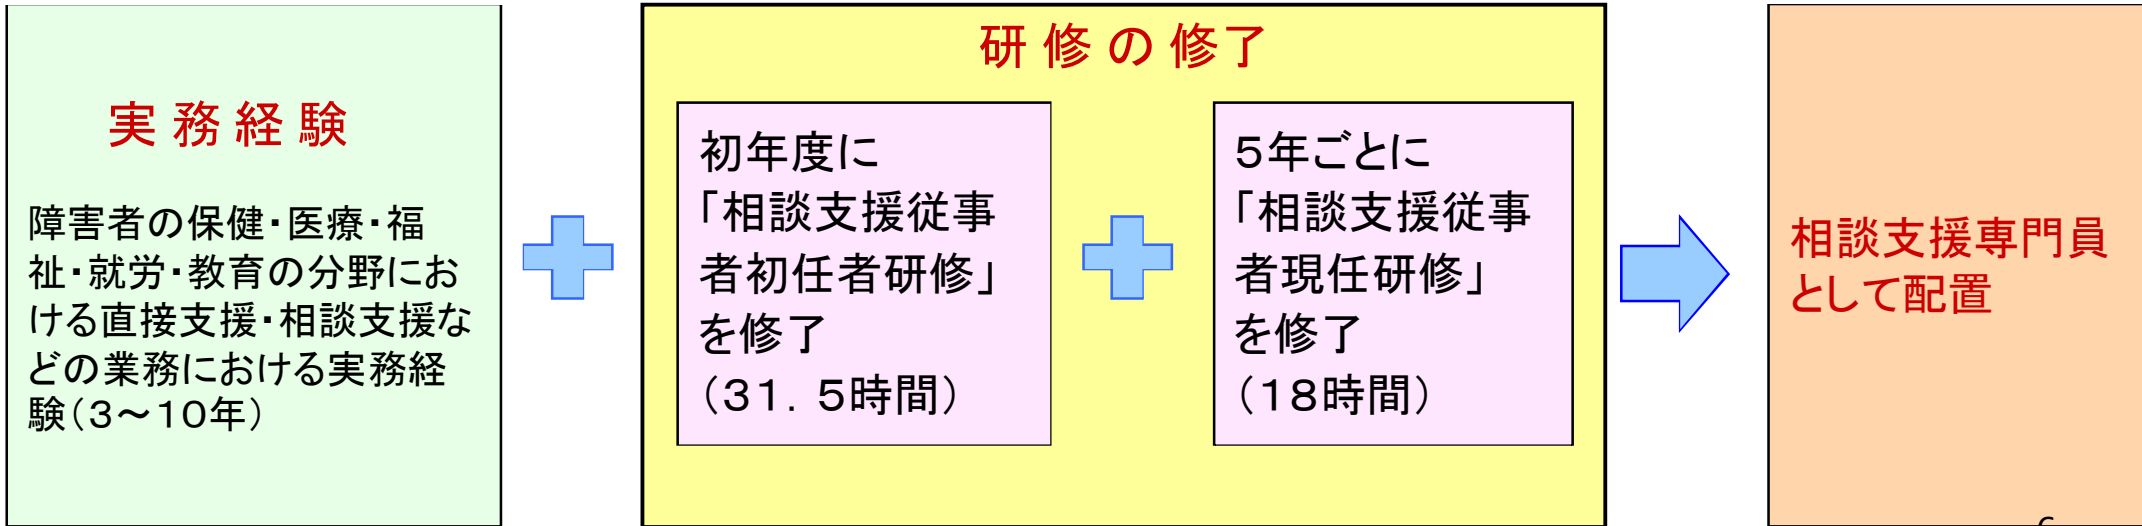 実務経験
障害者の保健・医療・福
祉・就労・教育の分野にお
ける直接支援・相談支援な
どの業務における実務経
験（３～１０年）
研修の修了
初年度に
「相談支援従事
者初任者研修」
を修了
（３１．５時間）
５年ごとに
「相談支援従事
者現任研修」
を修了
（１８時間）
相談支援専門員
として配置